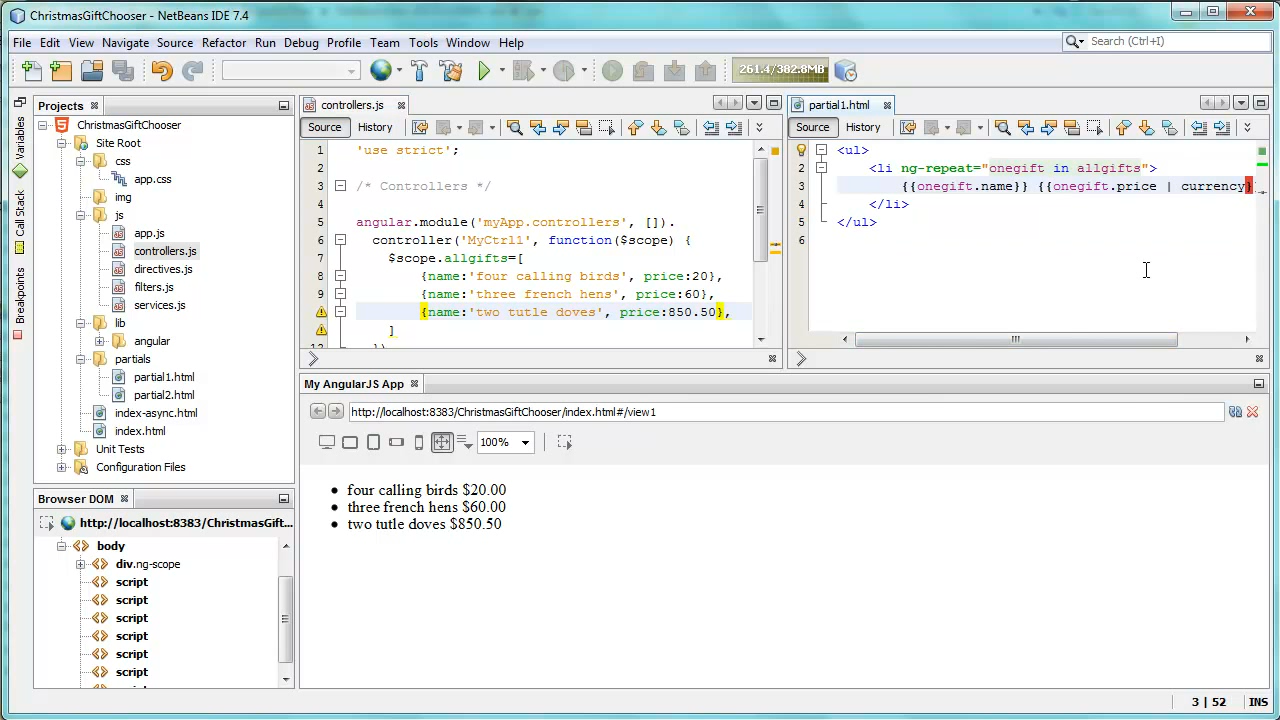 ChristmasGiftChooser - NetBeans IDE 7.4
File Edit View Navigate Source Refactor Run Debug Profile Team Tools Window Help
Search (Ctrl+I)
261.4/382.8MB
Variables
Call Stack
Breakpoints
Projects
ChristmasGiftChooser
Site Root
css
app.css
img
js
app.js
controllers.js
directives.js
filters.js
services.js
lib
angular
partials
partial1.html
partial2.html
index-async.html
index.html
Unit Tests
Configuration Files
controllers.js
Source History
1 'use strict';
2
3 /* Controllers */
4
5 angular.module('myApp.controllers', []).
6 controller('MyCtrl1', function($scope) {
7 $scope.allgifts=[
8 {name:'four calling birds', price:20},
9 {name:'three french hens', price:60},
{name:'two tutle doves', price:850.50},
]
12 })
partial1.html
Source History
<ul>
2 <li ng-repeat="onegift in allgifts">
3 {{onegift.name}} {{onegift.price | currency}
4 </li>
5 </ul>
6
Browser DOM
http://localhost:8383/ChristmasGift...
body
div.ng-scope
script
script
script
script
script
script
My AngularJS App
http://localhost:8383/ChristmasGiftChooser/index.html#/view1
100%
• four calling birds $20.00
• three french hens $60.00
• two tutle doves $850.50
3 | 52 INS